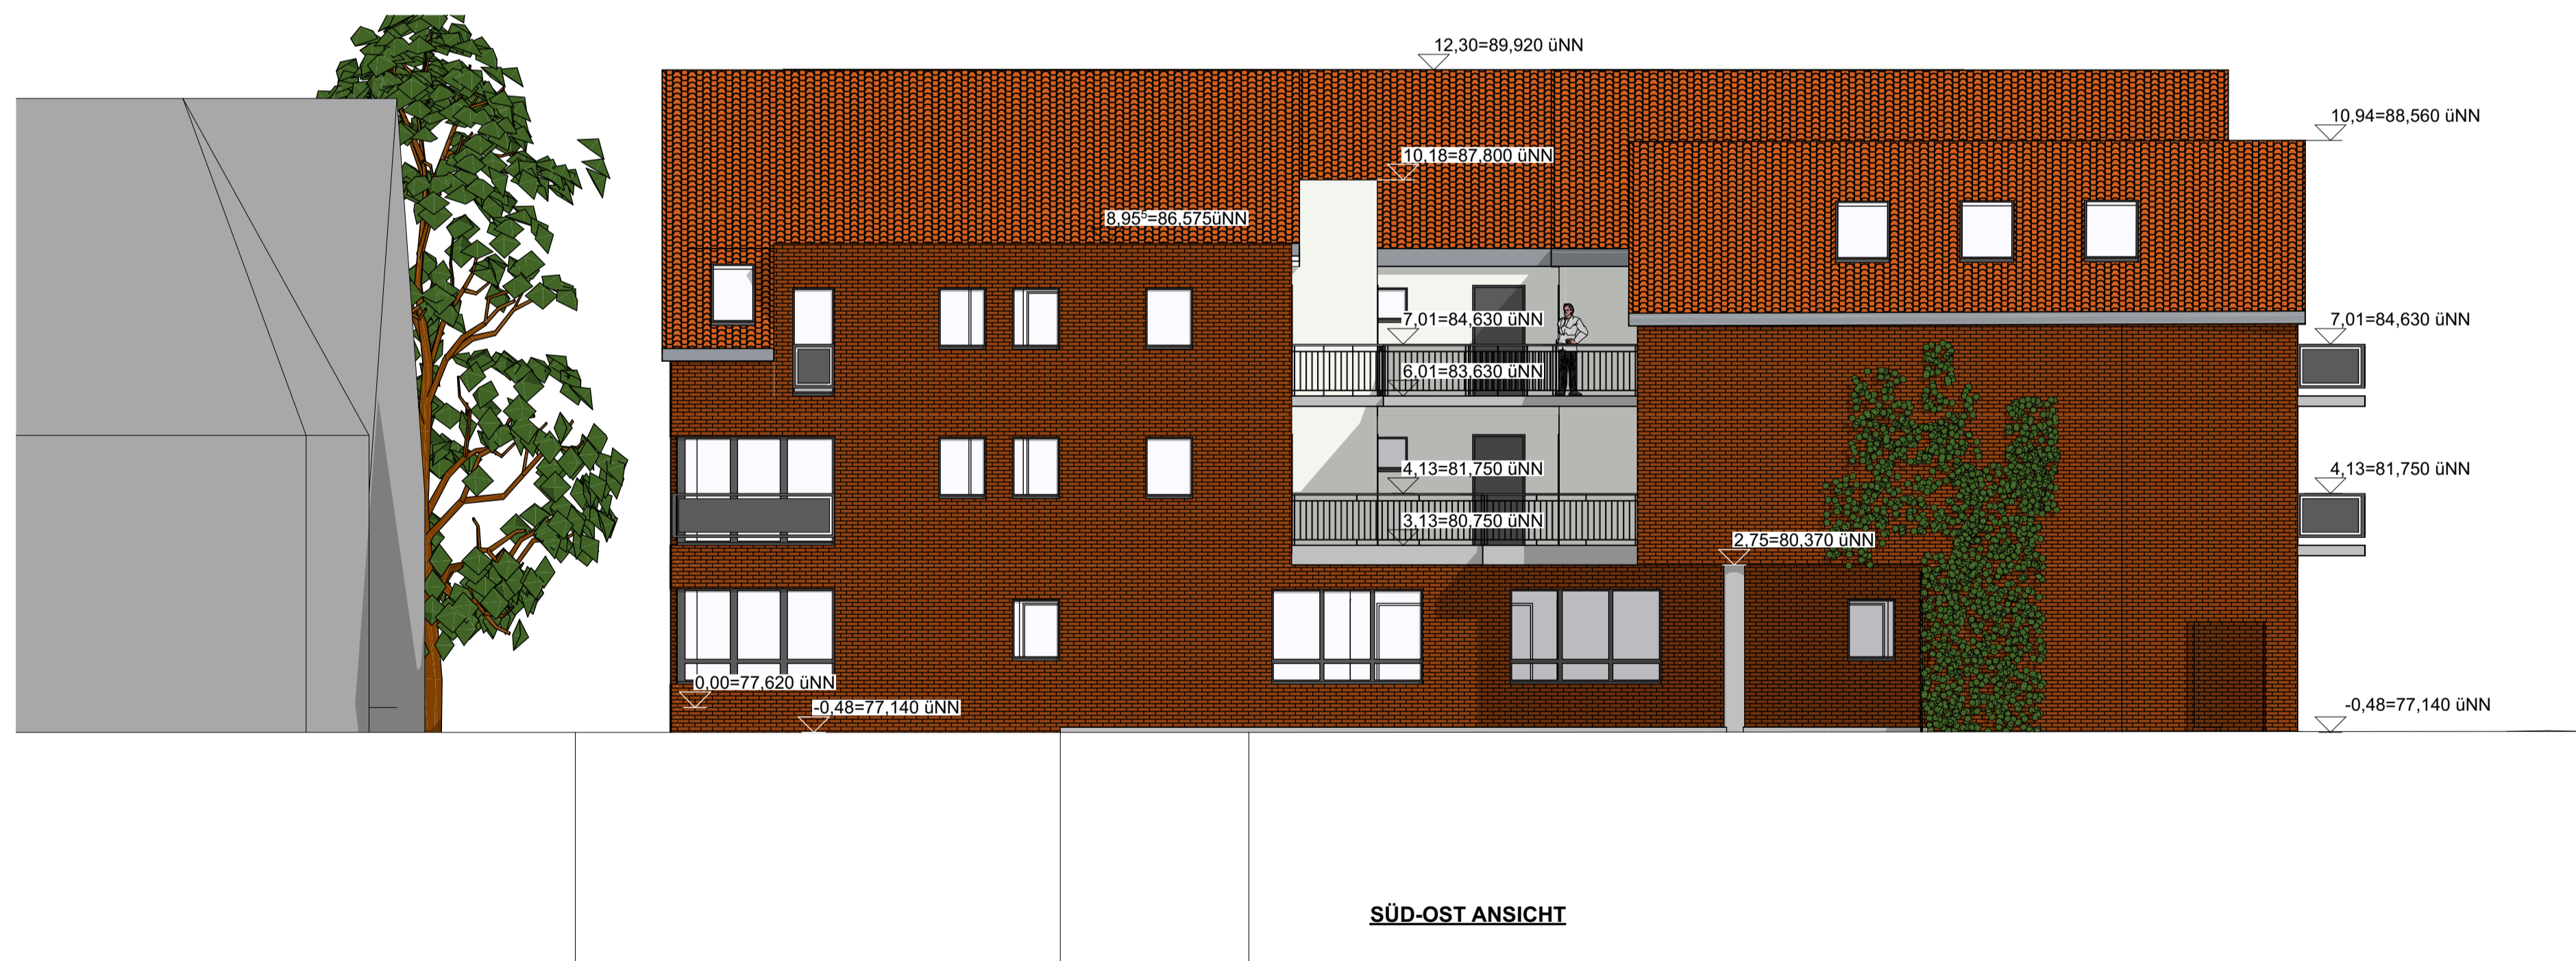 12,30=89,920 üNN
10,94=88,560 üNN
10,18=87,800 üNN
8,95⁵=86.575üNN
7,01=84,630 üNN
7,01=84,630 üNN
6,01=83,630 üNN
4,13=81,750 üNN
4,13=81,750 üNN
3,13=80,750 üNN
2,75=80,370 üNN
0,00=77,620 üNN
-0,48=77,140 üNN
-0,48=77,140 üNN
SÜD-OST ANSICHT